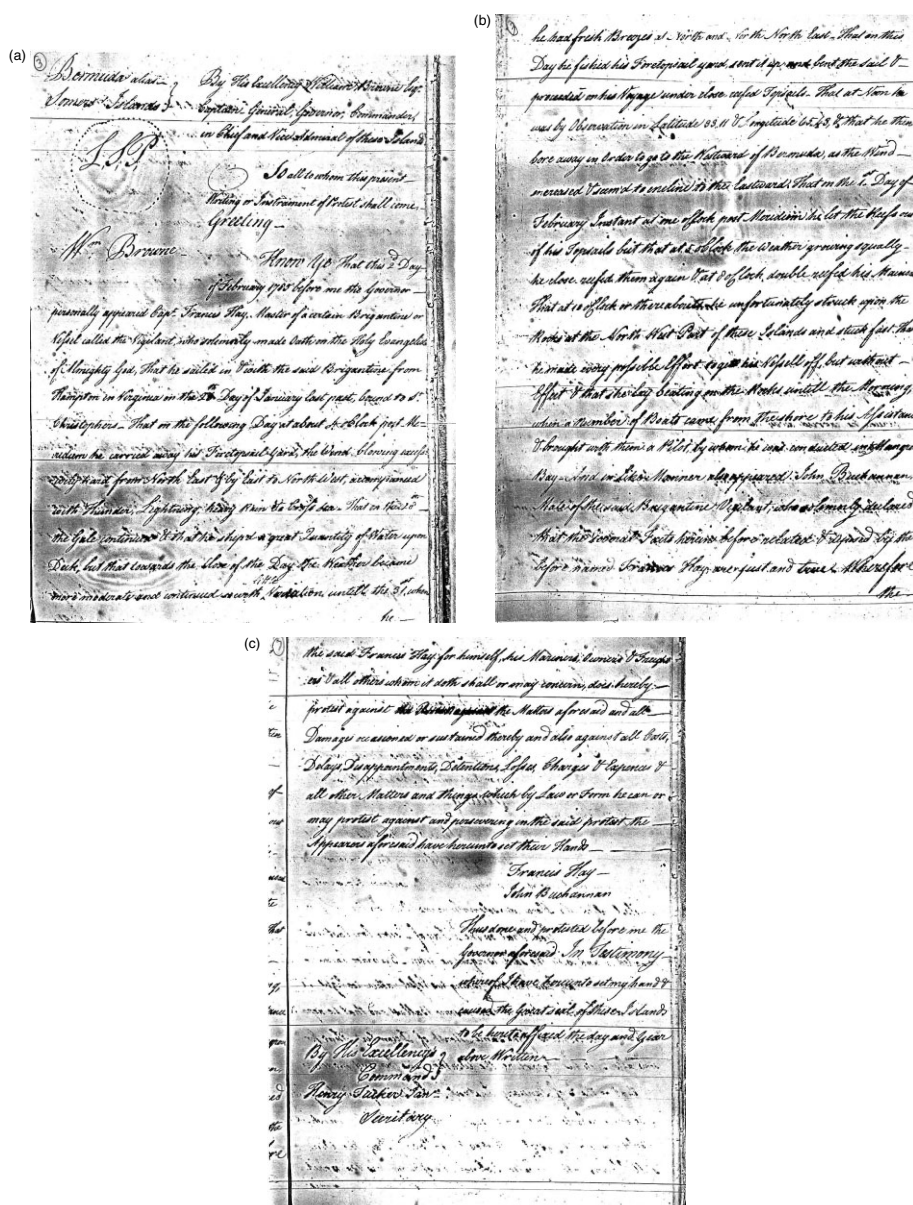 (a)
Bermuda alias
Somers Islands
By His Excellency William Browne Esqr
Captain General, Governor, Commander
in Chief and Vice Admiral of these Islands
L.S.
To all to whom this present
Writing or Instrument of Protest shall come
Greeting
Wm Browne
Know Ye That this 2d Day
of February 1785 before me the Governor
personally appeared Capt. Francis Hay, Master of a certain Brigantine or
Vessel called the Vigilant, who solemnly made Oath on the Holy Evangelists
of Almighty God, That he sailed in & with the said Brigantine from
Hampton in Virginia in the Day of January last past, bound to St.
Christophers. That on the following Day at about 4 o'Clock post Me-
ridiem he carried away his Foretopsail Yard, the Wind blowing excess-
from North East & by East to North West, accompanied
with Thunder, Lightning, heavy Rain & Sea. That on the
the Gale continued & that he ship'd a great Quantity of Water upon
Deck, but that towards the Close of the Day the Weather became
more moderate and continued so with little Variation untill the 31st. when
he
(b)
he had fresh Breezes at North and North North East. That on this
Day he fished his Foretopsail yard, sent it up, and bent the sail &
proceeded on his Voyage under close reefed Topsails. That at Noon he
was by Observation in Latitude 33.11 & Longitude that he then
bore away in Order to go to the Westward of Bermuda, as the Wind
increased & seem'd to encline to the Eastward. That on the 1st. Day of
February Instant at one o'Clock post Meridiem he let the Reefs out
of his Topsails but that at 2 o'Clock the Weather growing squally
he close reefed them again & at 8 o'Clock double reefed his Mainsail
That at 10 o'Clock or thereabouts he unfortunately struck upon the
Rocks at the North West Part of these Islands and stuck fast. That
he made every possible Effort to get his Vessell off, but without
Effect & that she lay beating on the Rocks untill the Morning
when a Number of Boats came from the shore to his Assistance
& brought with them a Pilot, by whom he was conducted into
Bay. And in like Manner also appeared John Buchannan
Mate of the said Brigantine Vigilant, who solemnly declared
that the several Facts herein before related & deposed by the
before named Francis Hay are just and true. Wherefore
the
(c)
the said Francis Hay for himself, his Mariners, Owners & Freight-
ers & all others whom it doth shall or may concern, does hereby
protest against the Matters aforesaid and all
Damages occasioned or sustained thereby and also against all Costs,
Delays, Disappointments, Detentions, Losses, Charges & Expences &
all other Matters and things which by Law or Form he can or
may protest against and persevering in the said protest the
Appearers aforesaid have hereunto set their Hands
Francis Hay
John Buchannan
Thus done and protested before me the
Governor aforesaid. In Testimony
whereof I have hereunto set my hand &
caused the Great seal of these Islands
to be hereto affixed the day and Year
above Written
By His Excellency's
Command
Henry Tucker Junr
Secritary